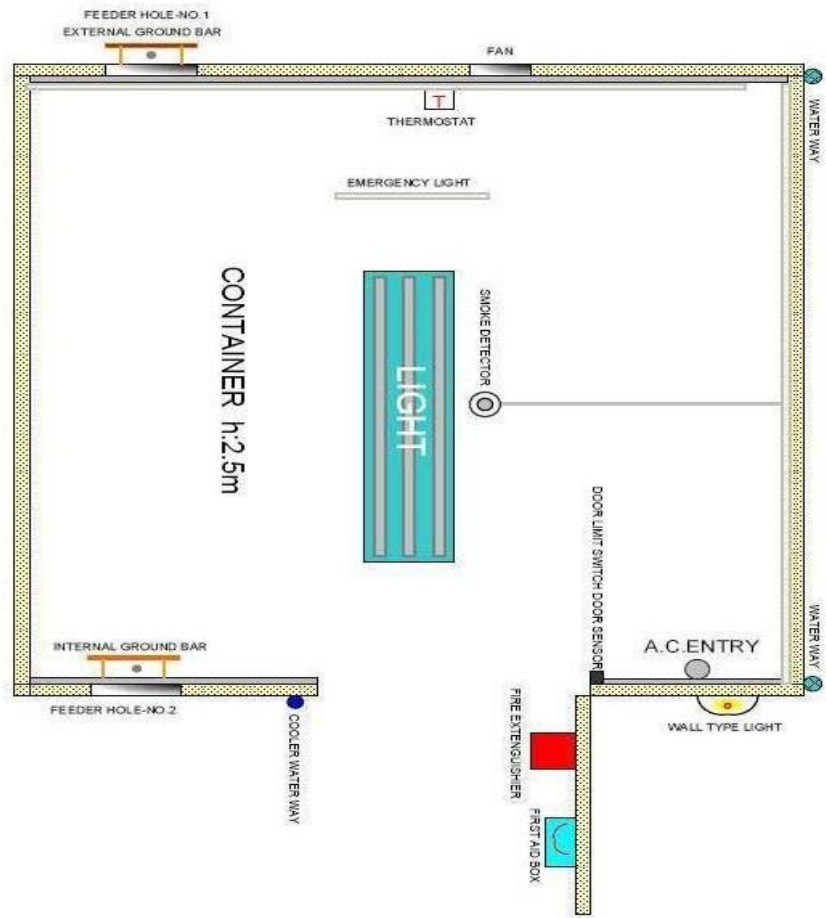 FEEDER HOLE-NO.1
EXTERNAL GROUND BAR
FAN
WATER WAY
T
THERMOSTAT
EMERGENCY LIGHT
CONTAINER h:2.5m
LIGHT
SMOKE DETECTOR
DOOR LIMIT SWITCH DOOR SENSOR
INTERNAL GROUND BAR
A.C.ENTRY
WATER WAY
FEEDER HOLE-NO.2
COOLER WATER WAY
FIRE EXTENGUISHIER
WALL TYPE LIGHT
FIRST AID BOX